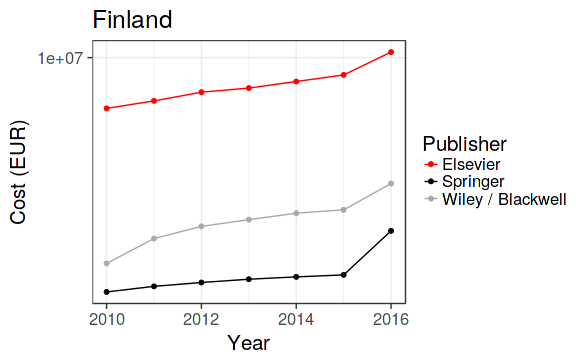 Finland
1e+07
Cost (EUR)
2010 2012 2014 2016
Year
Publisher
Elsevier
Springer
Wiley / Blackwell